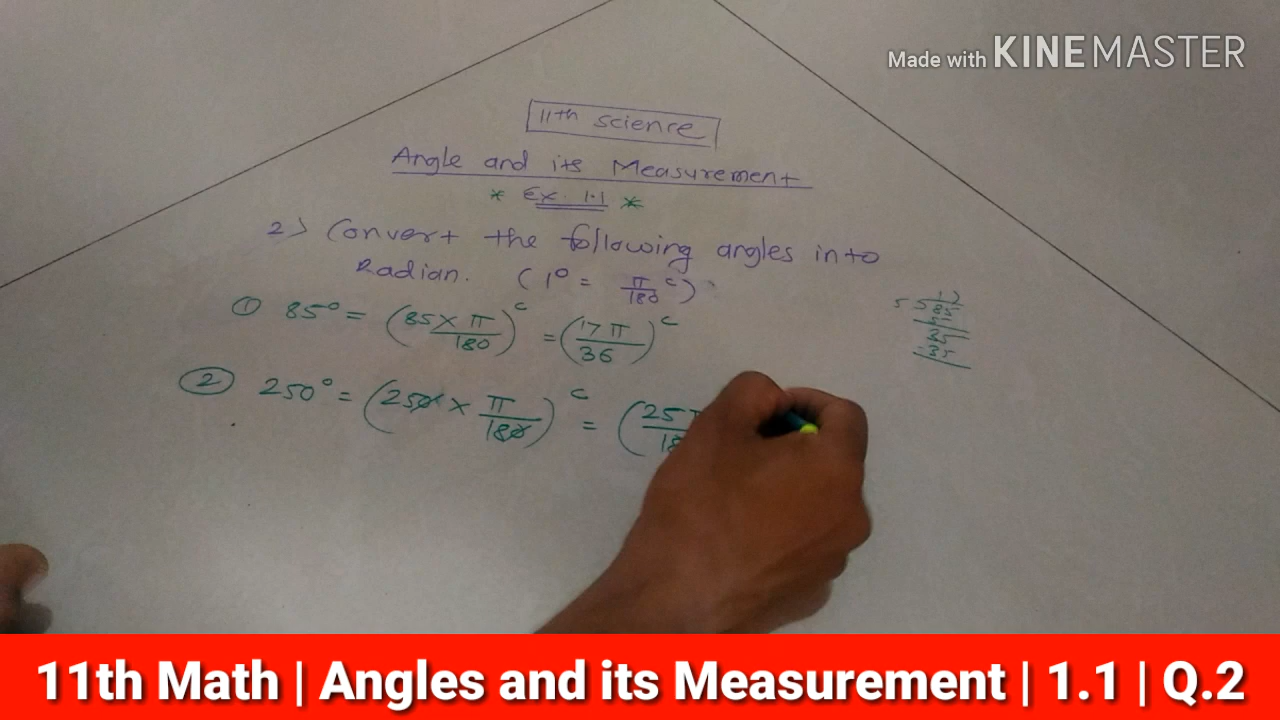 Made with KINEMASTER
11th Science
Angle and its Measurement
* Ex. 1.1 *
2) Convert the following angles into
Radian. (1° = π/180 ᶜ)
① 85° = (85 × π/180)ᶜ = (17π/36)ᶜ
② 250° = (250 × π/180)ᶜ = (25π/18
11th Math | Angles and its Measurement | 1.1 | Q.2